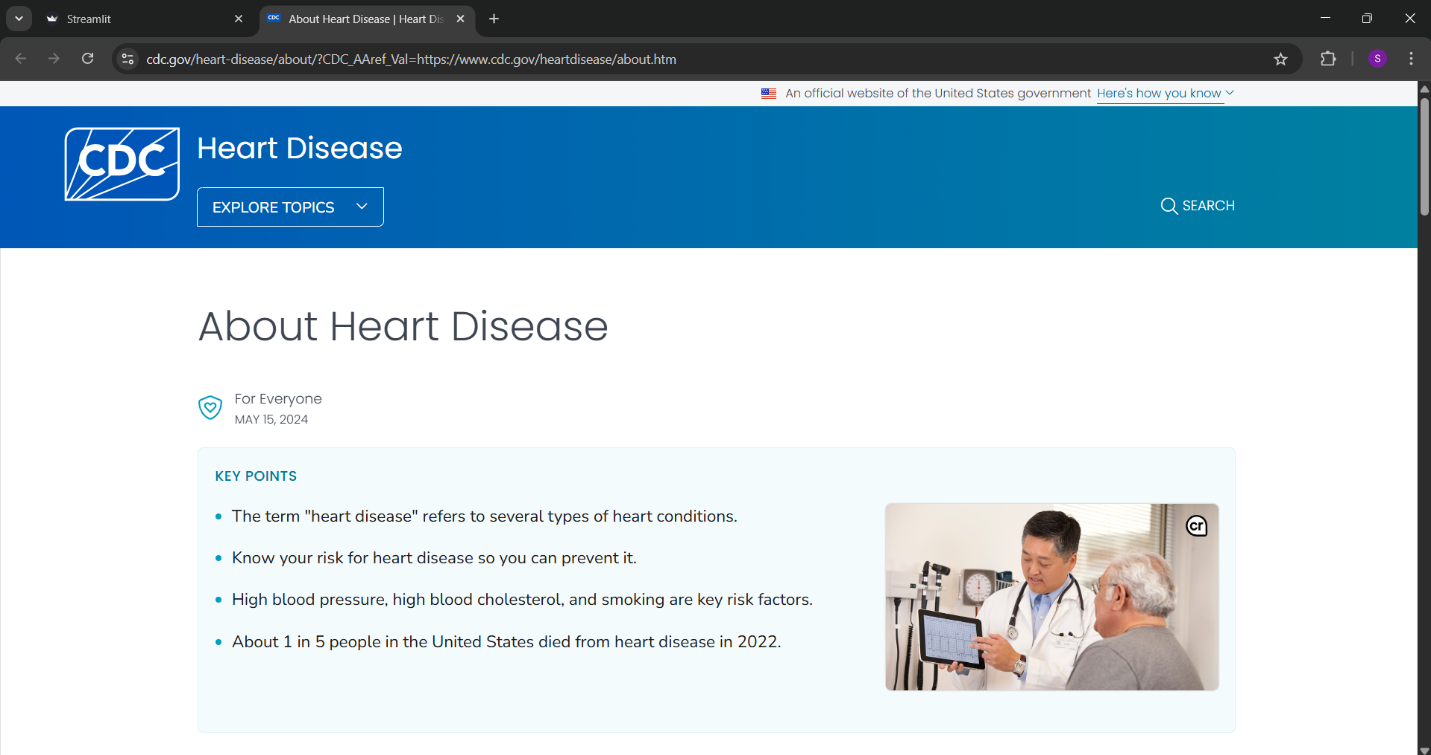 Streamlit
CDC About Heart Disease | Heart Dis
cdc.gov/heart-disease/about/?CDC_AAref_Val=https://www.cdc.gov/heartdisease/about.htm
S
An official website of the United States government Here's how you know
CDC
Heart Disease
EXPLORE TOPICS
SEARCH
About Heart Disease
For Everyone
MAY 15, 2024
KEY POINTS
The term "heart disease" refers to several types of heart conditions.
Know your risk for heart disease so you can prevent it.
High blood pressure, high blood cholesterol, and smoking are key risk factors.
About 1 in 5 people in the United States died from heart disease in 2022.
cr